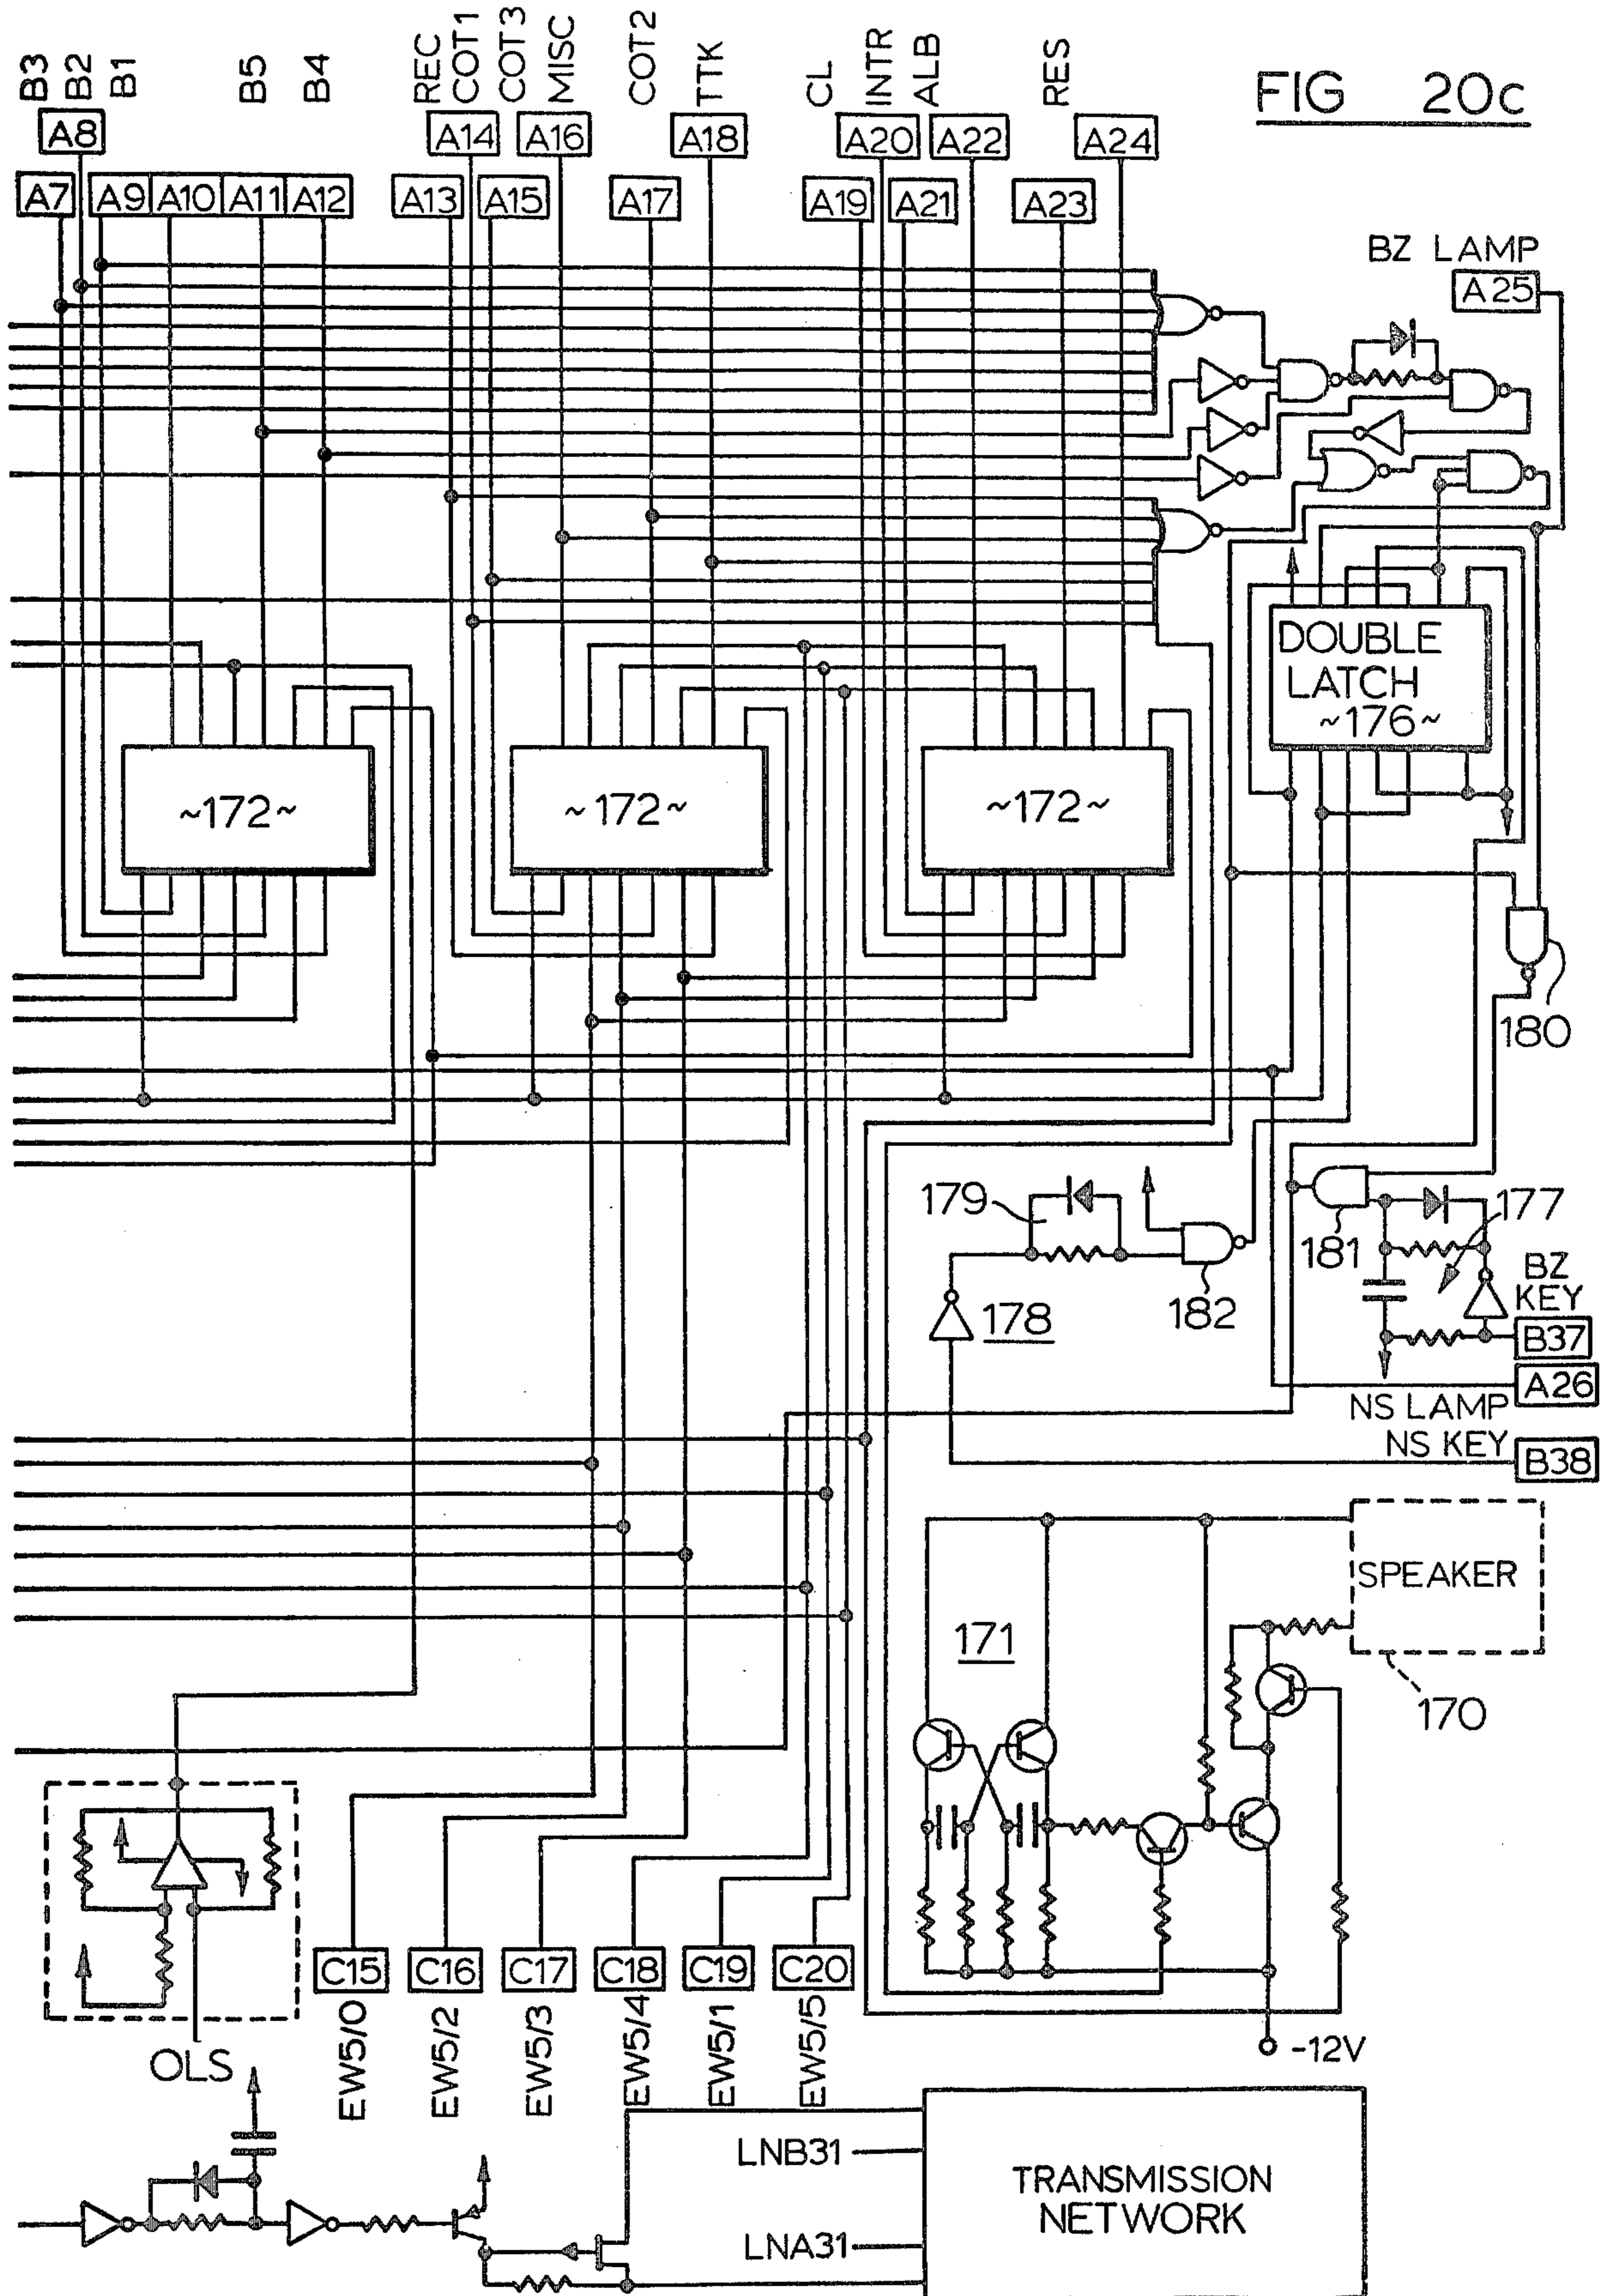 FIG 20c
B3
B2
B1
B5
B4
REC
COT1
COT3
MISC
COT2
TTK
CL
INTR
ALB
RES
A8
A14
A16
A18
A20
A22
A24
A7
A9
A10
A11
A12
A13
A15
A17
A19
A21
A23
BZ LAMP
A25
DOUBLE
LATCH
~176~
~172~
~172~
~172~
180
179
178
182
181
177
BZ
KEY
B37
A26
NS LAMP
NS KEY
B38
SPEAKER
171
170
C15
C16
C17
C18
C19
C20
EW5/0
EW5/2
EW5/3
EW5/4
EW5/1
EW5/5
OLS
-12V
LNB31
TRANSMISSION
NETWORK
LNA31